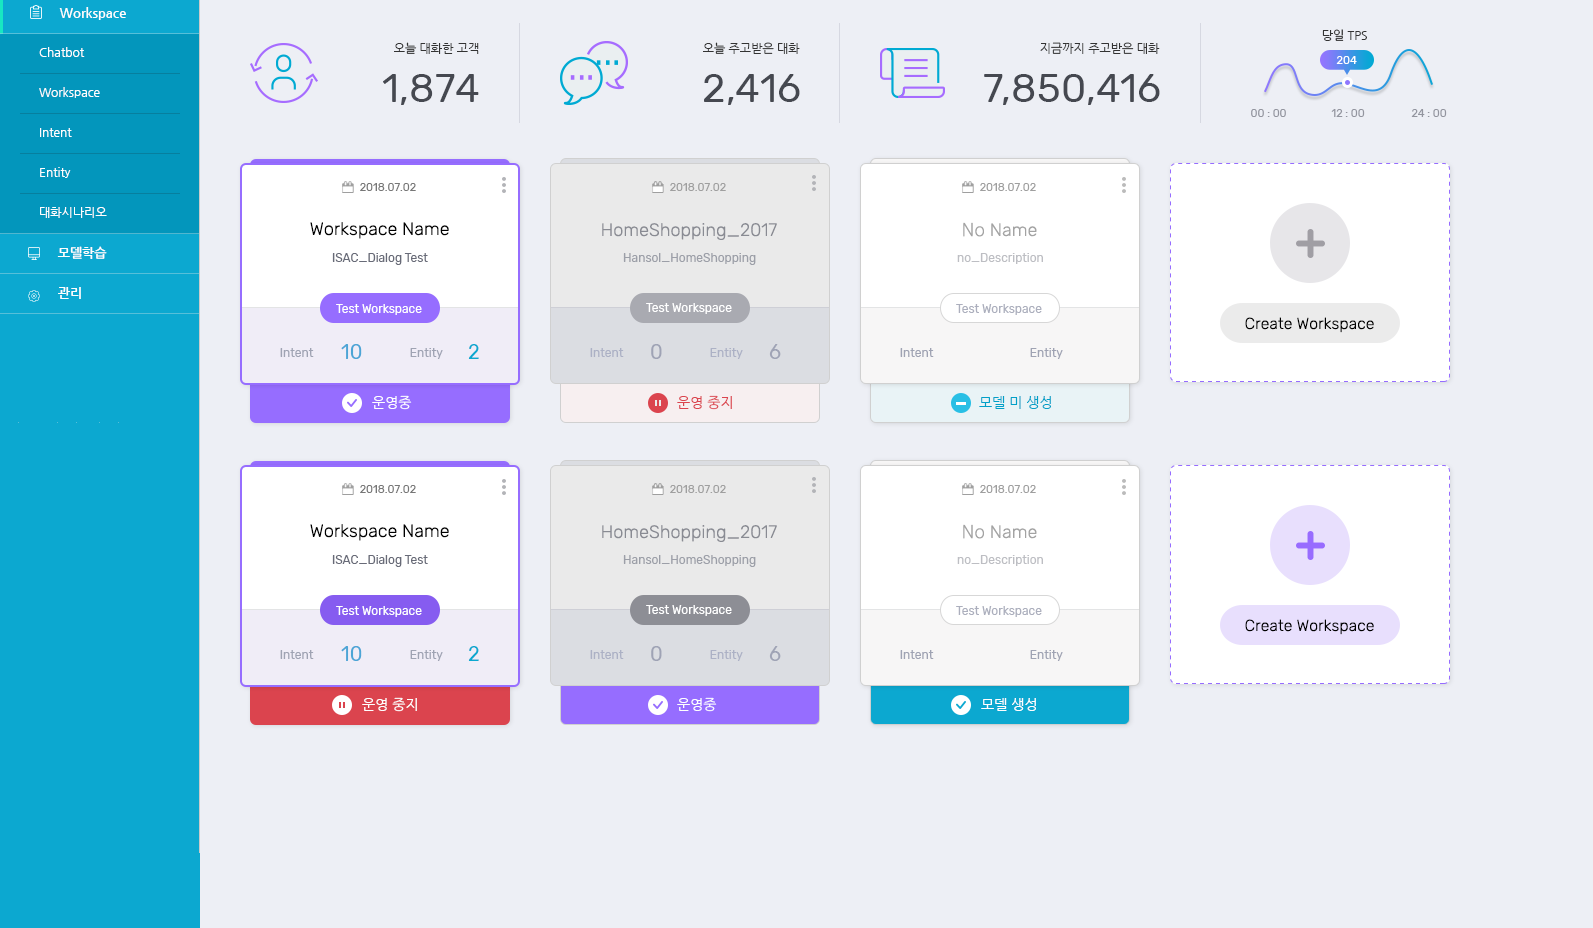 Workspace
Chatbot
Workspace
Intent
Entity
대화시나리오
모델학습
관리
오늘 대화한 고객
1,874
오늘 주고받은 대화
2,416
지금까지 주고받은 대화
7,850,416
당일 TPS
204
00 : 00
12 : 00
24 : 00
2018.07.02
Workspace Name
ISAC_Dialog Test
Test Workspace
Intent 10 Entity 2
운영중
2018.07.02
HomeShopping_2017
Hansol_HomeShopping
Test Workspace
Intent 0 Entity 6
운영 중지
2018.07.02
No Name
no_Description
Test Workspace
Intent Entity
모델 미 생성
Create Workspace
2018.07.02
Workspace Name
ISAC_Dialog Test
Test Workspace
Intent 10 Entity 2
운영 중지
2018.07.02
HomeShopping_2017
Hansol_HomeShopping
Test Workspace
Intent 0 Entity 6
운영중
2018.07.02
No Name
no_Description
Test Workspace
Intent Entity
모델 생성
Create Workspace